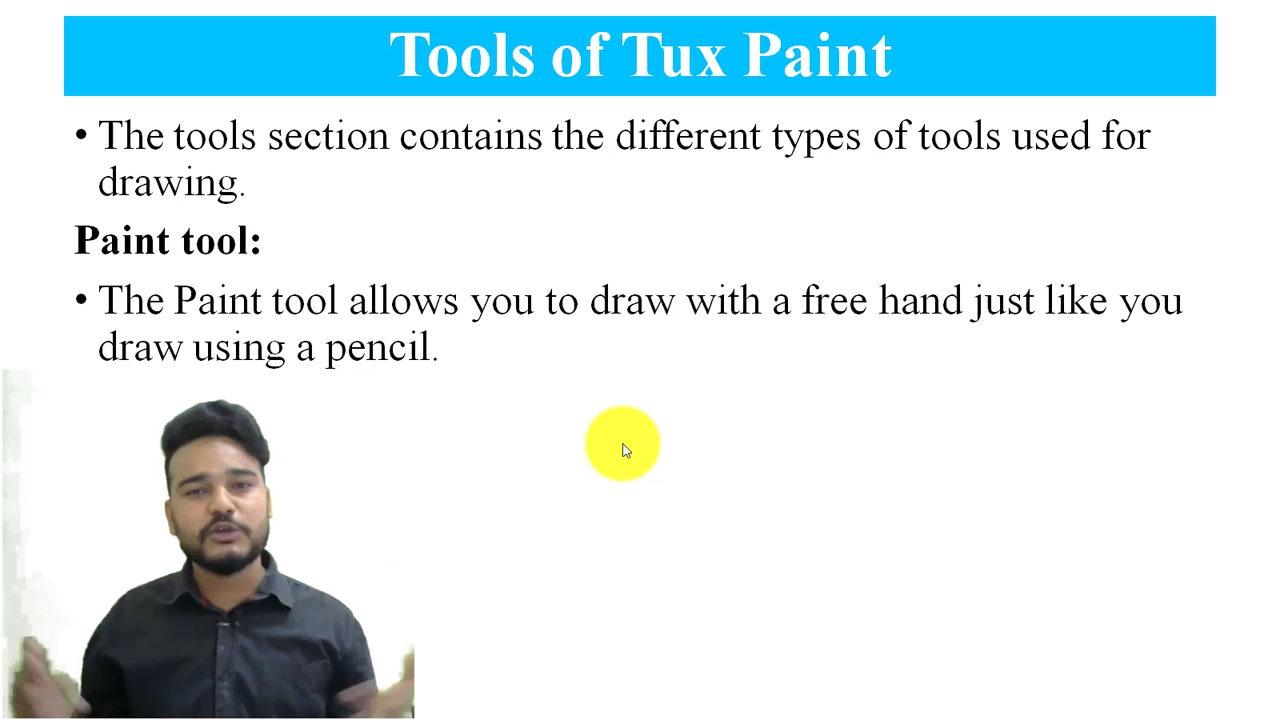 Tools of Tux Paint
• The tools section contains the different types of tools used for
drawing.
Paint tool:
• The Paint tool allows you to draw with a free hand just like you
draw using a pencil.